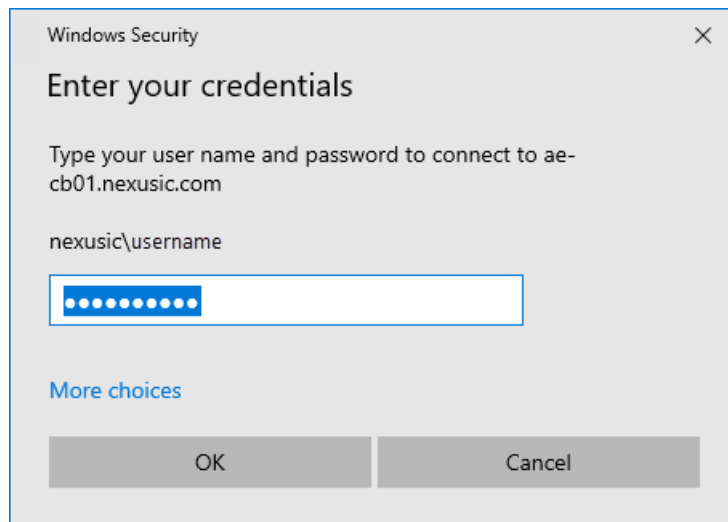 Windows Security
Enter your credentials
Type your user name and password to connect to ae-
cb01.nexusic.com
nexusic\username
●●●●●●●●●●
More choices
OK
Cancel